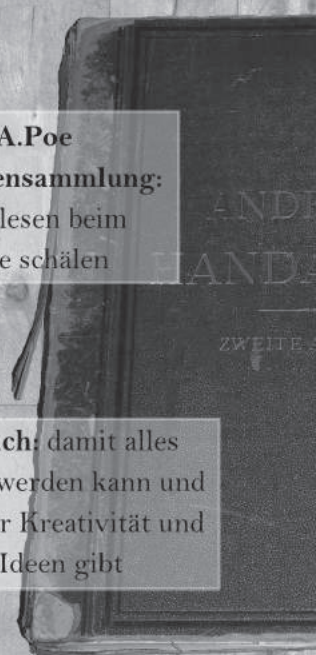 A.Poe
ensammlung:
lesen beim
e schälen
ANDR
HANDA
ZWEITE A
ch: damit alles
werden kann und
r Kreativität und
Ideen gibt